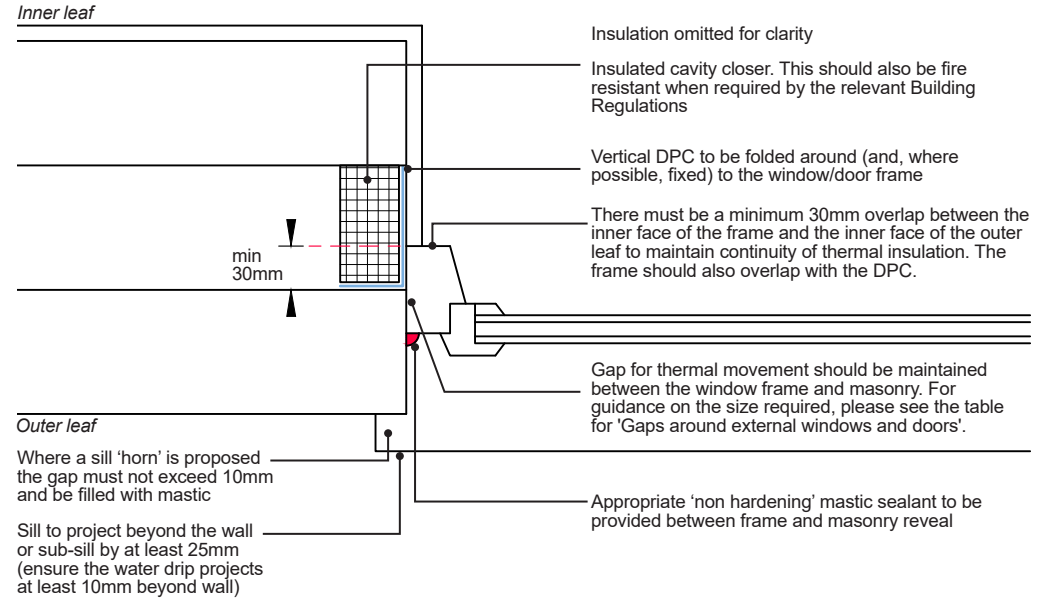 Inner leaf
Insulation omitted for clarity
Insulated cavity closer. This should also be fire
resistant when required by the relevant Building
Regulations
Vertical DPC to be folded around (and, where
possible, fixed) to the window/door frame
There must be a minimum 30mm overlap between the
inner face of the frame and the inner face of the outer
leaf to maintain continuity of thermal insulation. The
frame should also overlap with the DPC.
min
30mm
Gap for thermal movement should be maintained
between the window frame and masonry. For
guidance on the size required, please see the table
for 'Gaps around external windows and doors'.
Outer leaf
Where a sill ‘horn’ is proposed
the gap must not exceed 10mm
and be filled with mastic
Appropriate ‘non hardening’ mastic sealant to be
provided between frame and masonry reveal
Sill to project beyond the wall
or sub-sill by at least 25mm
(ensure the water drip projects
at least 10mm beyond wall)